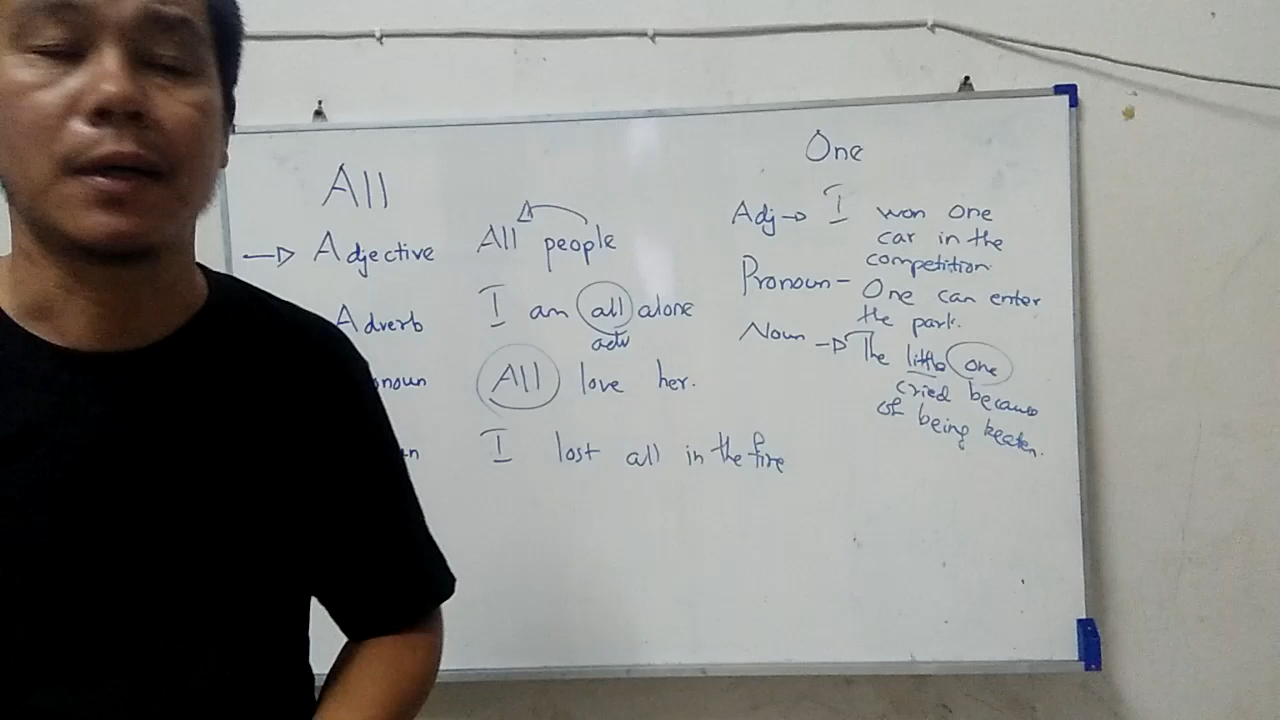 All
Adjective All people
Adverb I am all alone
adv
noun All love her.
n I lost all in the fire
One
Adj I won one
car in the
competition.
Pronoun - One can enter
the park.
Noun The little one
cried because
of being beaten.